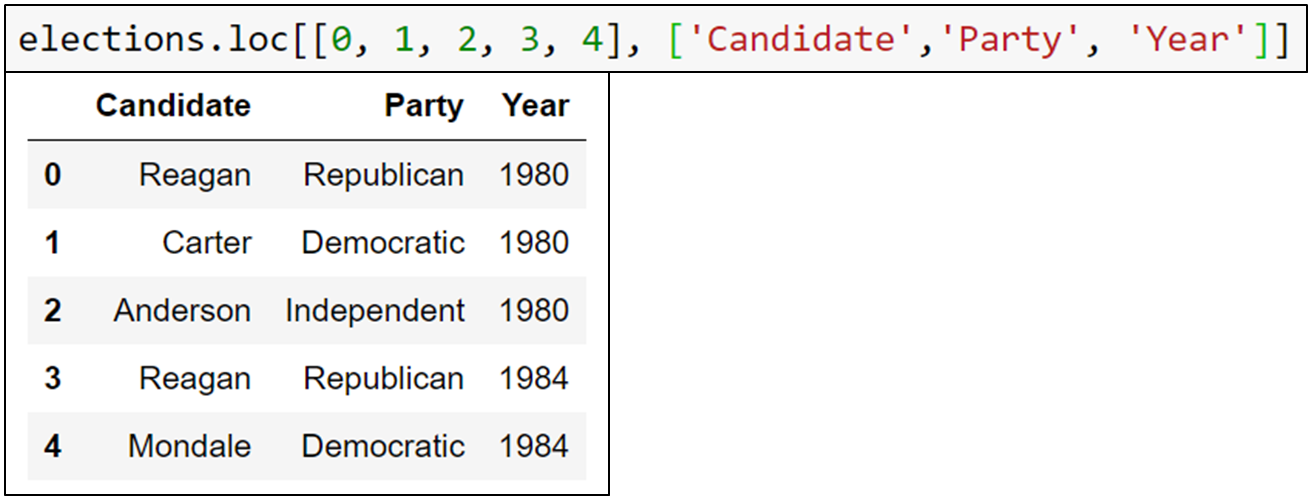 elections.loc[[0, 1, 2, 3, 4], ['Candidate','Party', 'Year']]
Candidate Party Year
0 Reagan Republican 1980
1 Carter Democratic 1980
2 Anderson Independent 1980
3 Reagan Republican 1984
4 Mondale Democratic 1984